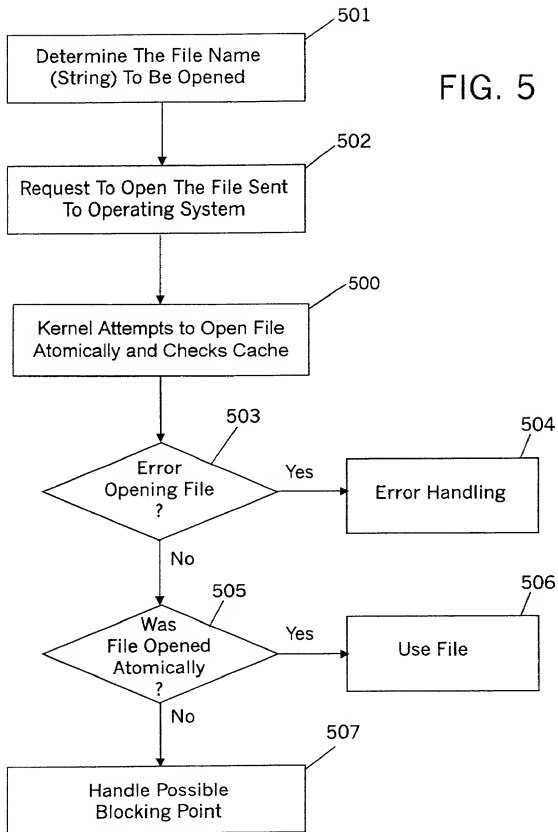 501
Determine The File Name
(String) To Be Opened
FIG. 5
502
Request To Open The File Sent
To Operating System
500
Kernel Attempts to Open File
Atomically and Checks Cache
503
Error
Opening File
?
Yes
504
Error Handling
No
505
Was
File Opened
Atomically
?
Yes
506
Use File
No
507
Handle Possible
Blocking Point